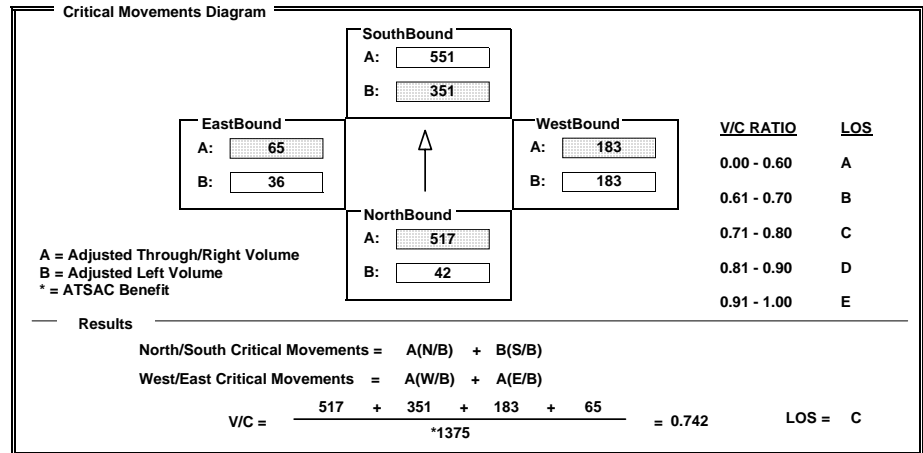 Critical Movements Diagram
SouthBound
A: 551
B: 351
EastBound
A: 65
B: 36
WestBound
A: 183
B: 183
NorthBound
A: 517
B: 42
V/C RATIO LOS
0.00 - 0.60 A
0.61 - 0.70 B
0.71 - 0.80 C
0.81 - 0.90 D
0.91 - 1.00 E
A = Adjusted Through/Right Volume
B = Adjusted Left Volume
* = ATSAC Benefit
Results
North/South Critical Movements = A(N/B) + B(S/B)
West/East Critical Movements = A(W/B) + A(E/B)
V/C = 517 + 351 + 183 + 65 = 0.742 LOS = C
*1375